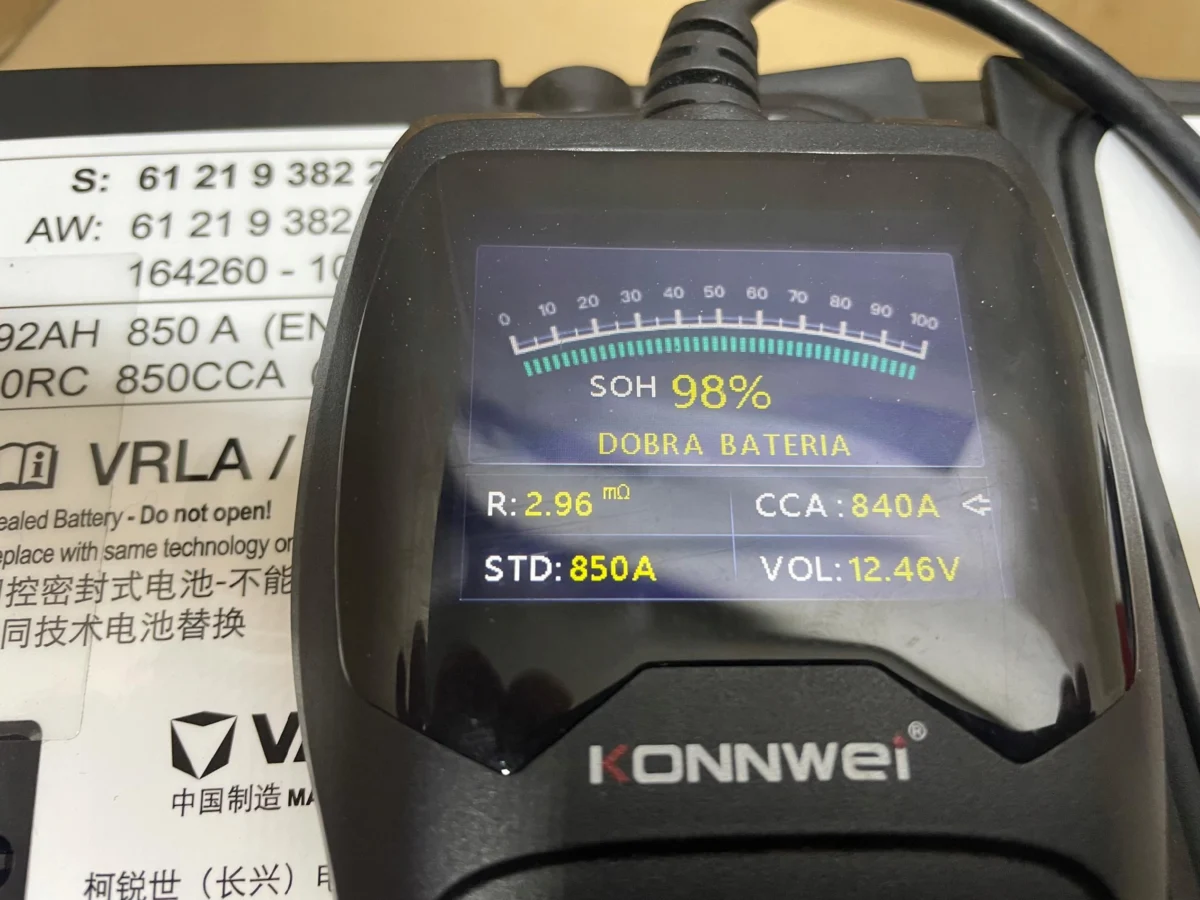 S: 61 21 9 382
AW: 61 21 9 382
164260 - 10
92AH 850 A (EN
0RC 850CCA
VRLA /
ealed Battery - Do not open!
eplace with same technology or
控密封式电池-不能
同技术电池替换
VA
中国制造 MA
柯锐世（长兴）电
0 10 20 30 40 50 60 70 80 90 100
SOH 98%
DOBRA BATERIA
R: 2.96 mΩ
CCA : 840A
STD: 850A
VOL: 12.46V
KONNWEI®